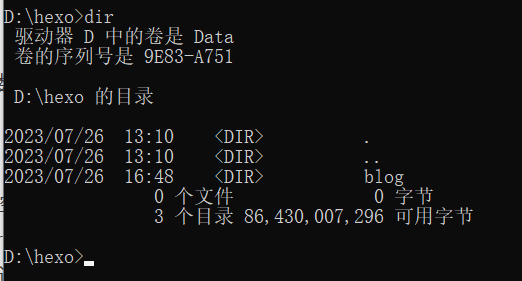 D:\hexo>dir
驱动器 D 中的卷是 Data
卷的序列号是 9E83-A751
D:\hexo 的目录
2023/07/26 13:10 <DIR> .
2023/07/26 13:10 <DIR> ..
2023/07/26 16:48 <DIR> blog
0 个文件 0 字节
3 个目录 86,430,007,296 可用字节
D:\hexo>